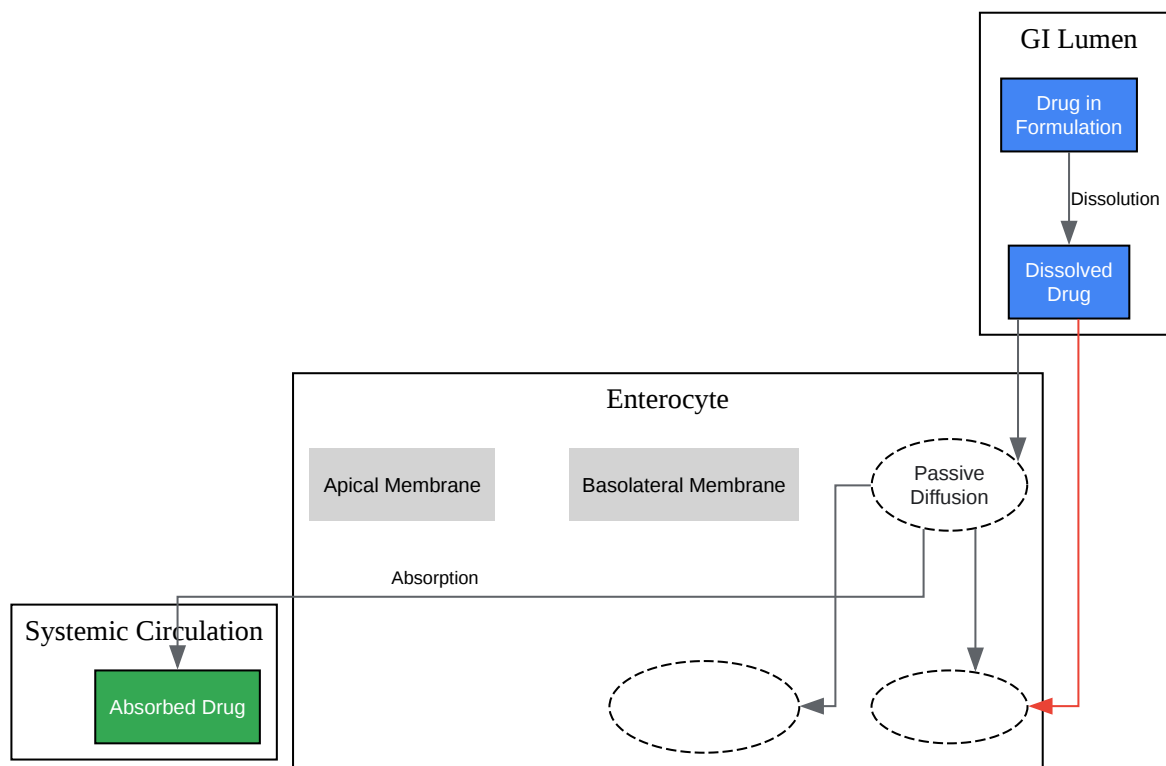 GI Lumen
Drug in
Formulation
Dissolution
Dissolved
Drug
Enterocyte
Apical Membrane
Basolateral Membrane
Passive
Diffusion
Absorption
Systemic Circulation
Absorbed Drug